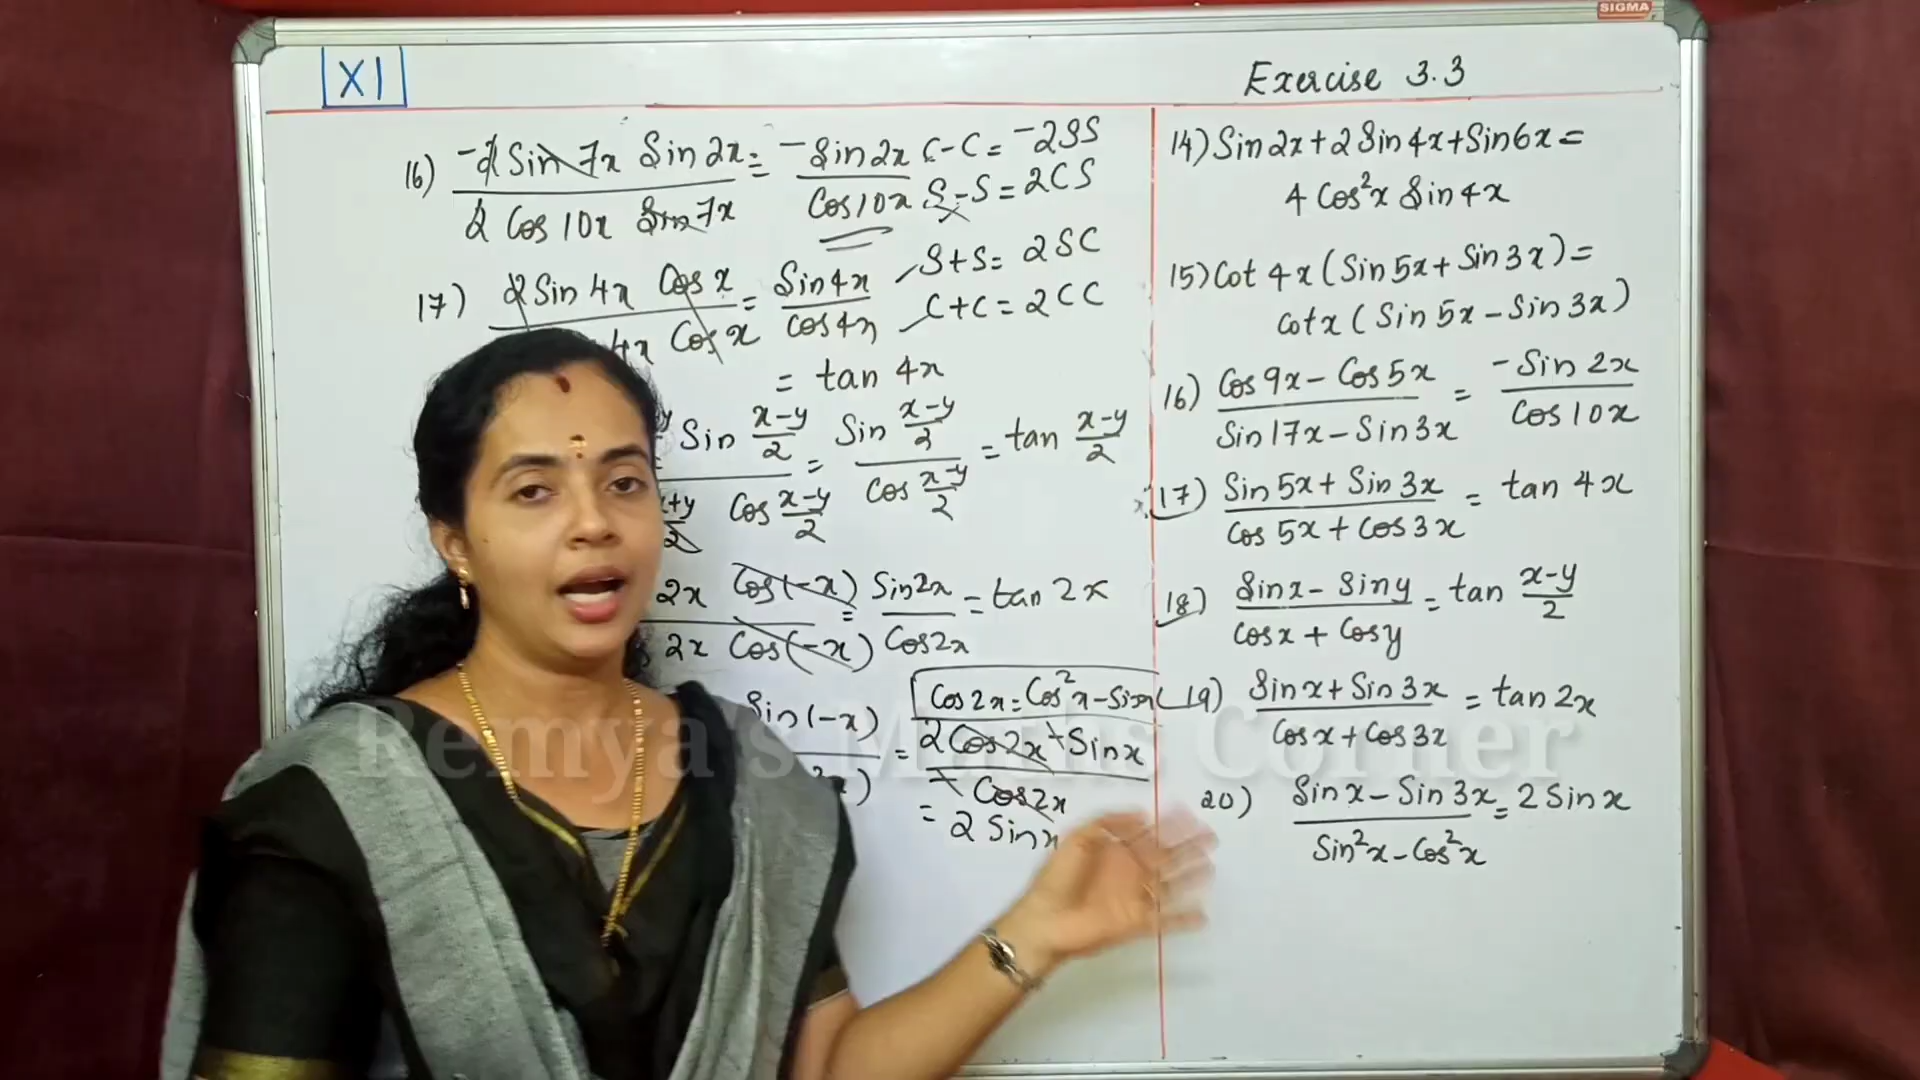 SIGMA
XI
Exercise 3.3
16) -2 Sin 7x Sin 2x / 2 Cos 10x Sin 7x = -Sin 2x / Cos 10x
C-C = -2SS
S-S = 2CS
S+S = 2SC
C+C = 2CC
17) 2 Sin 4x Cos x / 4x Cos x = Sin 4x / Cos 4x
= tan 4x
Sin x-y/2 / x+y/2 Cos x-y/2 = Sin x-y/2 / Cos x-y/2 = tan x-y/2
2x Cos(-x) / 2x Cos(-x) = Sin 2x / Cos 2x = tan 2x
Cos 2x = Cos²x - Sin
Sin(-x) / x) = 2 Cos 2x + Sin x / + Cos 2x
= 2 Sin x
14) Sin 2x + 2 Sin 4x + Sin 6x =
4 Cos²x Sin 4x
15) Cot 4x (Sin 5x + Sin 3x) =
Cot x (Sin 5x - Sin 3x)
16) Cos 9x - Cos 5x / Sin 17x - Sin 3x = -Sin 2x / Cos 10x
17) Sin 5x + Sin 3x / Cos 5x + Cos 3x = tan 4x
18) Sin x - Sin y / Cos x + Cos y = tan x-y/2
19) Sin x + Sin 3x / Cos x + Cos 3x = tan 2x
20) Sin x - Sin 3x / Sin²x - Cos²x = 2 Sin x
Remya's Maths Corner